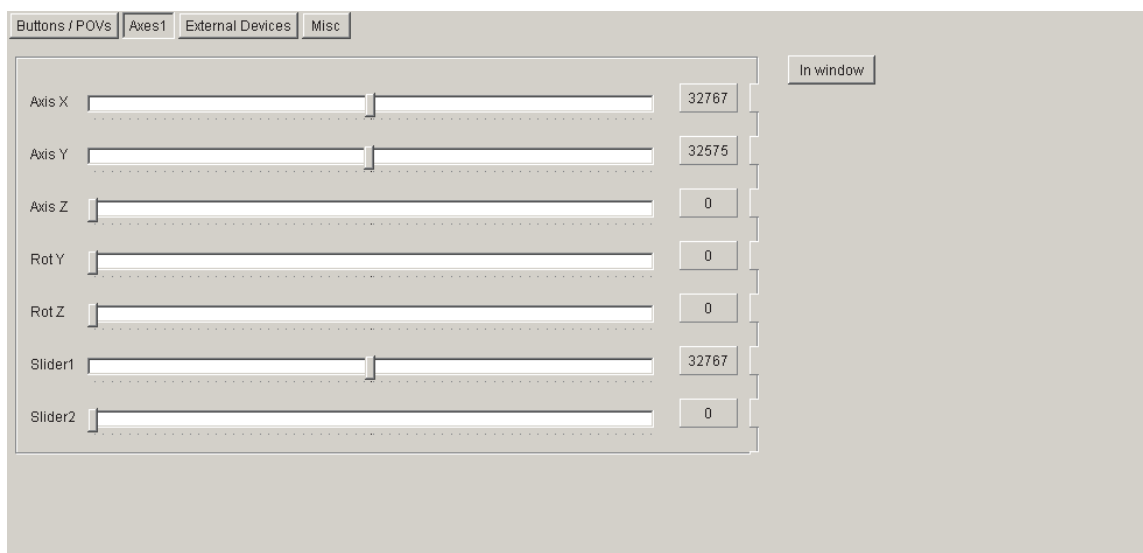 Buttons / POVs Axes1 External Devices Misc
In window
Axis X 32767
Axis Y 32575
Axis Z 0
Rot Y 0
Rot Z 0
Slider1 32767
Slider2 0